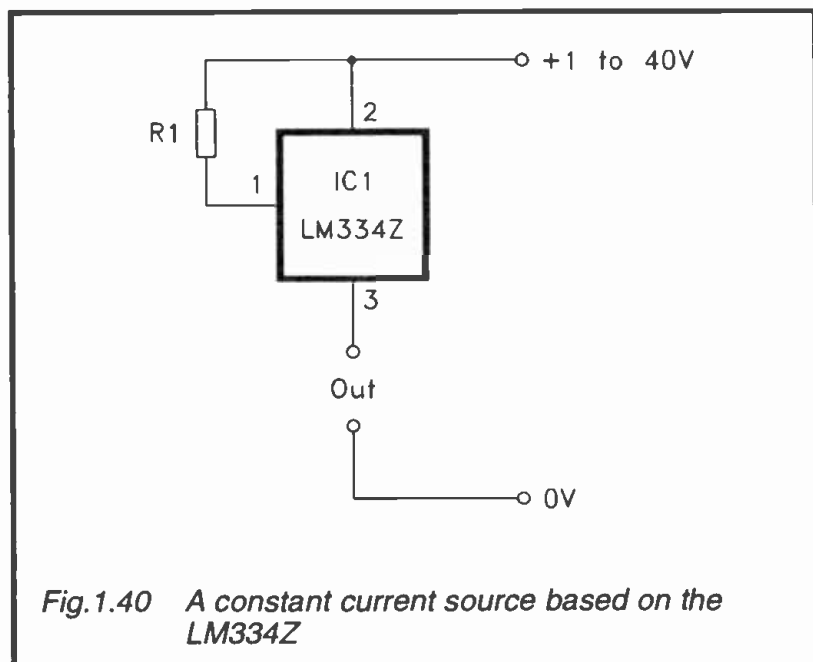 +1 to 40V
2
R1
1
IC1
LM334Z
3
Out
0V
Fig.1.40 A constant current source based on the
LM334Z